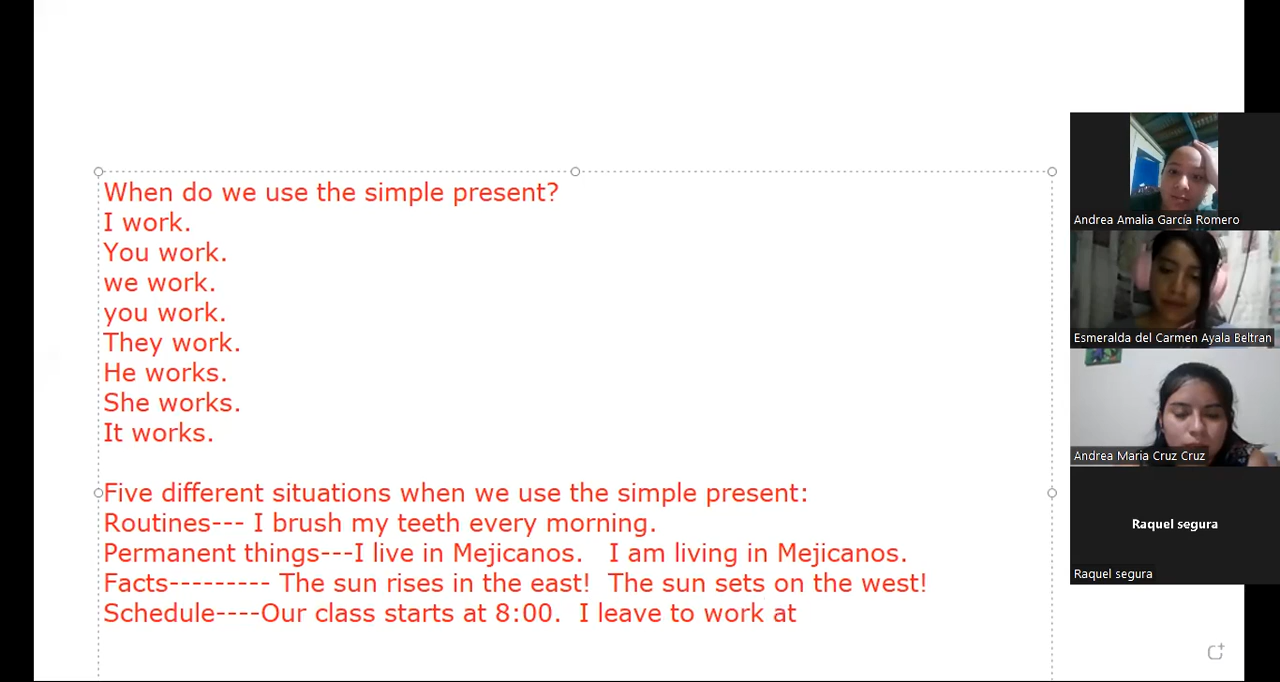 When do we use the simple present?
I work.
You work.
we work.
you work.
They work.
He works.
She works.
It works.
Five different situations when we use the simple present:
Routines--- I brush my teeth every morning.
Permanent things---I live in Mejicanos.   I am living in Mejicanos.
Facts--------- The sun rises in the east!  The sun sets on the west!
Schedule----Our class starts at 8:00.  I leave to work at
Andrea Amalia García Romero
Esmeralda del Carmen Ayala Beltran
Andrea Maria Cruz Cruz
Raquel segura
Raquel segura